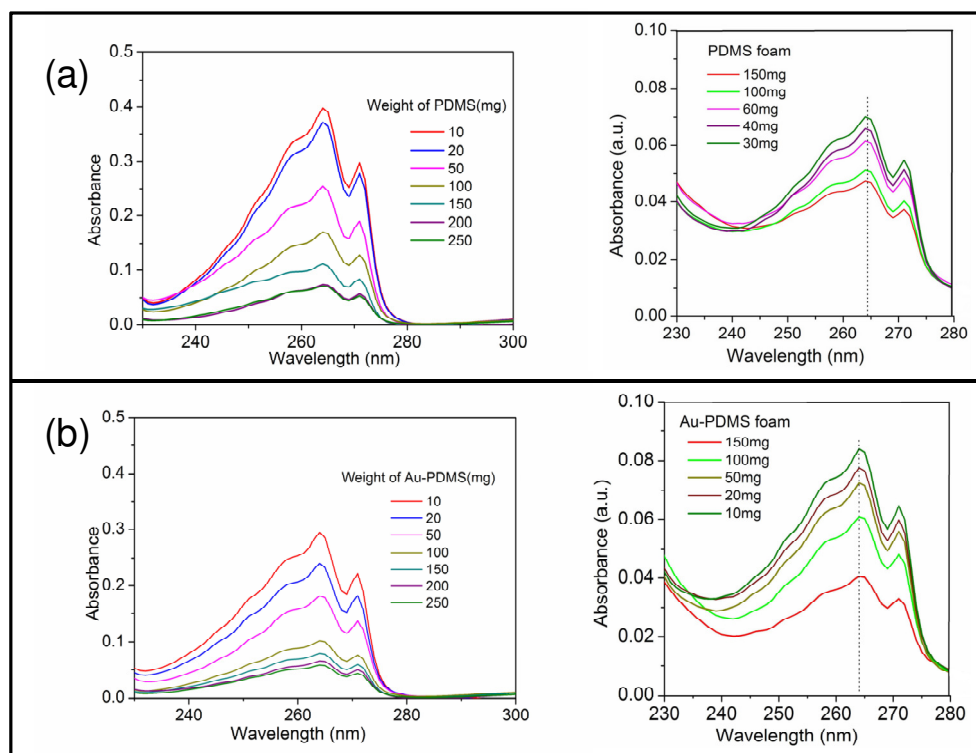 (a)
0.5
0.4
0.3
0.2
0.1
0.0
Absorbance
Weight of PDMS(mg)
10
20
50
100
150
200
250
240
260
280
300
Wavelength (nm)
0.10
0.08
0.06
0.04
0.02
0.00
Absorbance (a.u.)
PDMS foam
150mg
100mg
60mg
40mg
30mg
230
240
250
260
270
280
Wavelength (nm)
(b)
0.5
0.4
0.3
0.2
0.1
0.0
Absorbance
Weight of Au-PDMS(mg)
10
20
50
100
150
200
250
240
260
280
300
Wavelength (nm)
0.10
0.08
0.06
0.04
0.02
0.00
Absorbance (a.u.)
Au-PDMS foam
150mg
100mg
50mg
20mg
10mg
230
240
250
260
270
280
Wavelength (nm)